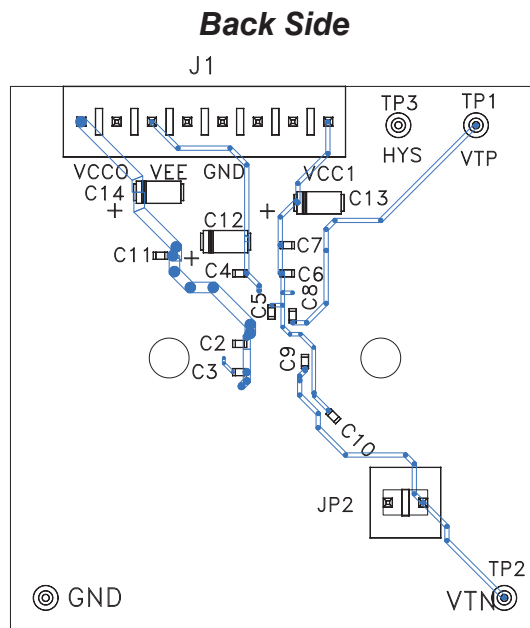 Back Side
J1
TP3
TP1
HYS
VTP
VCCO VEE GND VCC1
C14
C13
C12
C11
C7
C4
C6
C5
C8
C2
C9
C3
C10
JP2
TP2
GND
VTN